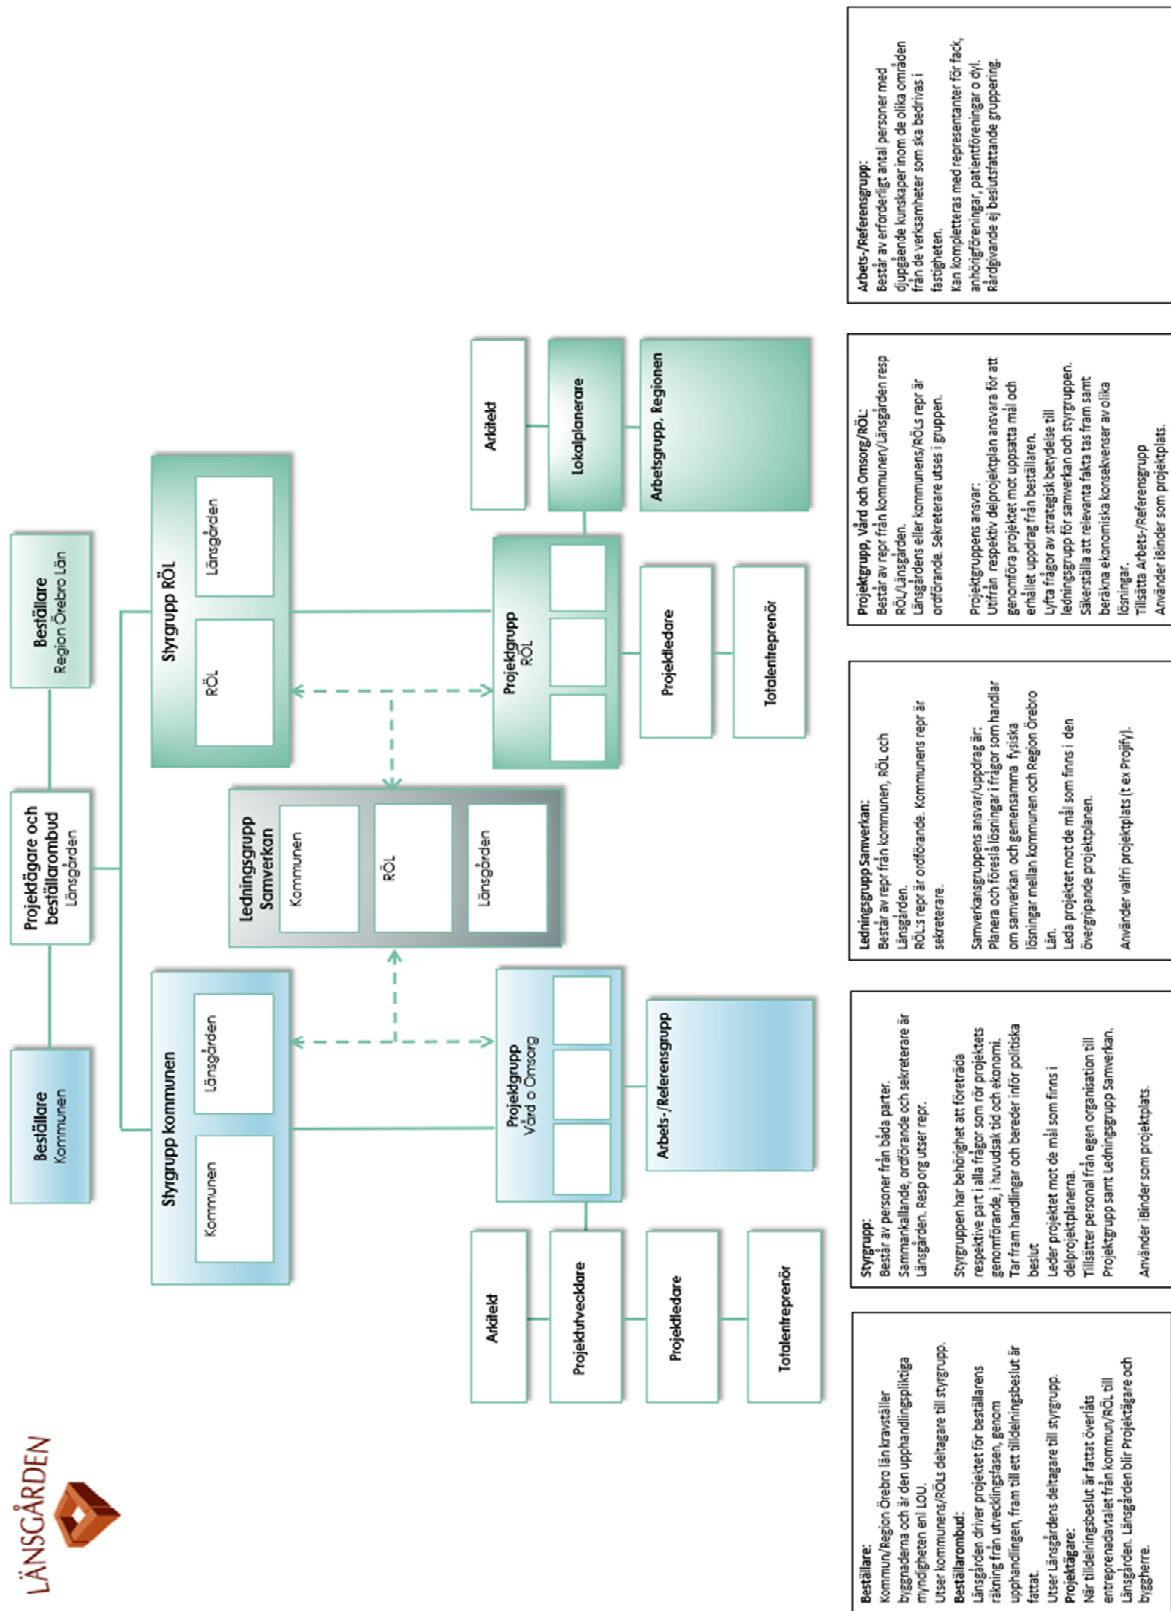 LÄNSGÅRDEN
Beställare
Kommunen
Projektägare och
beställarombud
Länsgården
Beställare
Region Örebro Län
Styrgrupp kommunen
Kommunen
Länsgården
Styrgrupp RÖL
RÖL
Länsgården
Ledningsgrupp
Samverkan
Kommunen
RÖL
Länsgården
Arkitekt
Projektutvecklare
Projektledare
Totalentreprenör
Projektgrupp
Vård o Omsorg
Arbets-/Referensgrupp
Projektgrupp
RÖL
Projektledare
Totalentreprenör
Arkitekt
Lokalplanerare
Arbetsgrupp, Regionen
Beställare:
Kommun/Region Örebro län kravställer
byggnaderna och är den upphandlingspliktiga
myndigheten enl LOU.
Utser kommunens/RÖLs deltagare till styrgrupp.
Beställarombud:
Länsgården driver projektet för beställarens
räkning från utvecklingsfasen, genom
upphandlingen, fram till ett tilldelningsbeslut är
fattat.
Utser Länsgårdens deltagare till styrgrupp.
Projektägare:
När tilldelningsbeslut är fattat överlåts
entreprenadavtalet från kommun/RÖL till
Länsgården. Länsgården blir Projektägare och
byggherre.
Styrgrupp:
Består av personer från båda parter.
Sammankallande, ordförande och sekreterare är
Länsgården. Resp org utser repr.
Styrgruppen har behörighet att företräda
respektive part i alla frågor som rör projektets
genomförande, i huvudsak tid och ekonomi.
Tar fram handlingar och bereder inför politiska
beslut
Leder projektet mot de mål som finns i
delprojektplanerna.
Tillsätter personal från egen organisation till
Projektgrupp samt Ledningsgrupp Samverkan.
Använder iBinder som projektplats.
Ledningsgrupp Samverkan:
Består av repr från kommunen, RÖL och
Länsgården.
RÖL:s repr är ordförande. Kommunens repr är
sekreterare.
Samverkansgruppens ansvar/uppdrag är:
Planera och föreslå lösningar i frågor som handlar
om samverkan och gemensamma fysiska
lösningar mellan kommunen och Region Örebro
Län.
Leda projektet mot de mål som finns i den
övergripande projektplanen.
Använder valfri projektplats (t ex Projify).
Projektgrupp, Vård och Omsorg/RÖL:
Består av repr från kommunen/Länsgården resp
RÖL/Länsgården.
Länsgårdens eller kommunens/RÖLs repr är
ordförande. Sekreterare utses i gruppen.
Projektgruppens ansvar:
Utifrån respektiv delprojektplan ansvara för att
genomföra projektet mot uppsatta mål och
erhållet uppdrag från beställaren.
Lyfta frågor av strategisk betydelse till
ledningsgrupp för samverkan och styrgruppen.
Säkerställa att relevanta fakta tas fram samt
beräkna ekonomiska konsekvenser av olika
lösningar.
Tillsätta Arbets-/Referensgrupp
Använder iBinder som projektplats.
Arbets-/Referensgrupp:
Består av erforderligt antal personer med
djupgående kunskaper inom de olika områden
från de verksamheter som ska bedrivas i
fastigheten.
Kan kompletteras med representanter för fack,
anhörigföreningar, patientföreningar o dyl.
Rårdgivande ej beslutsfattande gruppering.